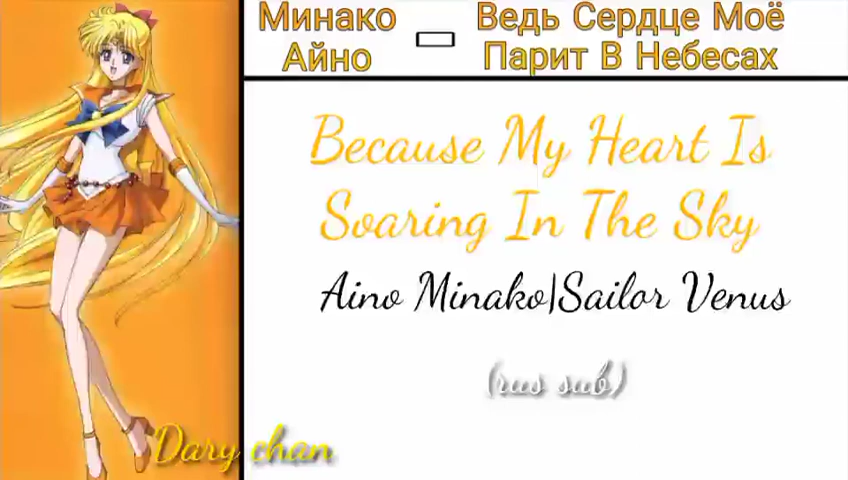 Минако
Айно
-
Ведь Сердце Моё
Парит В Небесах
Because My Heart Is
Soaring In The Sky
Aino Minako|Sailor Venus
(rus sub)
Dary chan